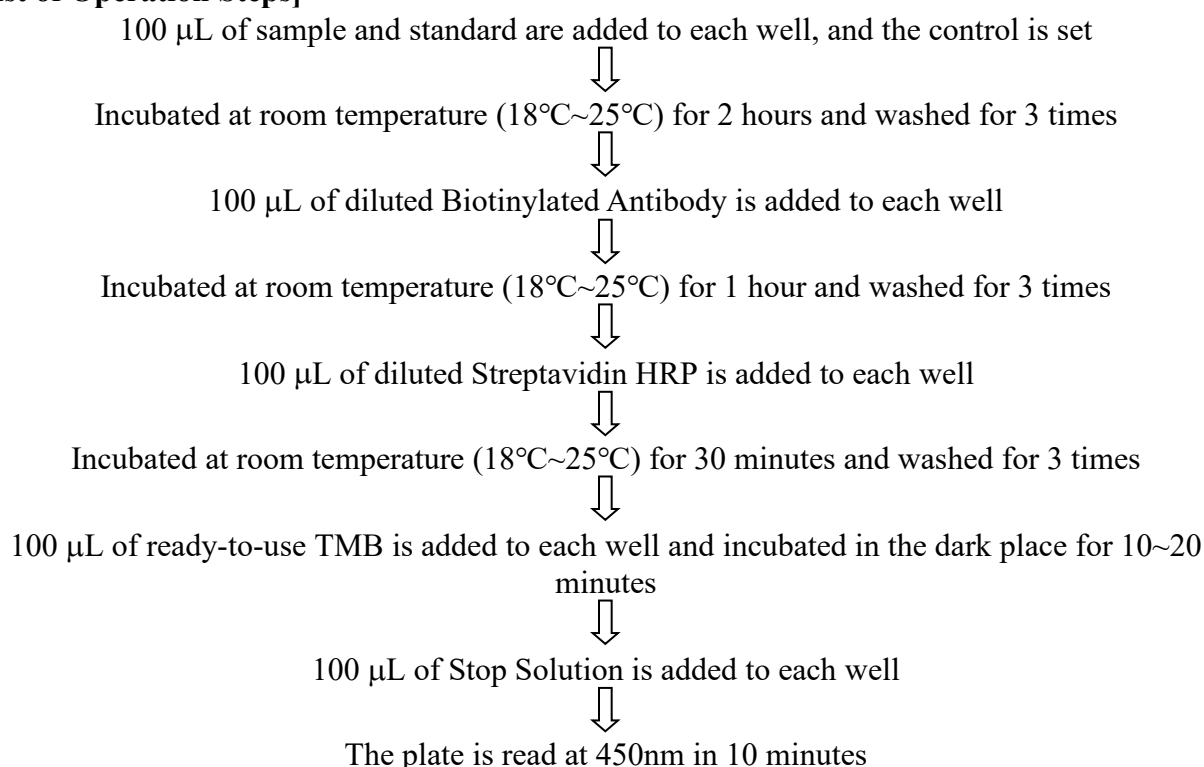 of Operation Steps]
100 μL of sample and standard are added to each well, and the control is set
Incubated at room temperature (18℃~25℃) for 2 hours and washed for 3 times
100 μL of diluted Biotinylated Antibody is added to each well
Incubated at room temperature (18℃~25℃) for 1 hour and washed for 3 times
100 μL of diluted Streptavidin HRP is added to each well
Incubated at room temperature (18℃~25℃) for 30 minutes and washed for 3 times
100 μL of ready-to-use TMB is added to each well and incubated in the dark place for 10~20
minutes
100 μL of Stop Solution is added to each well
The plate is read at 450nm in 10 minutes